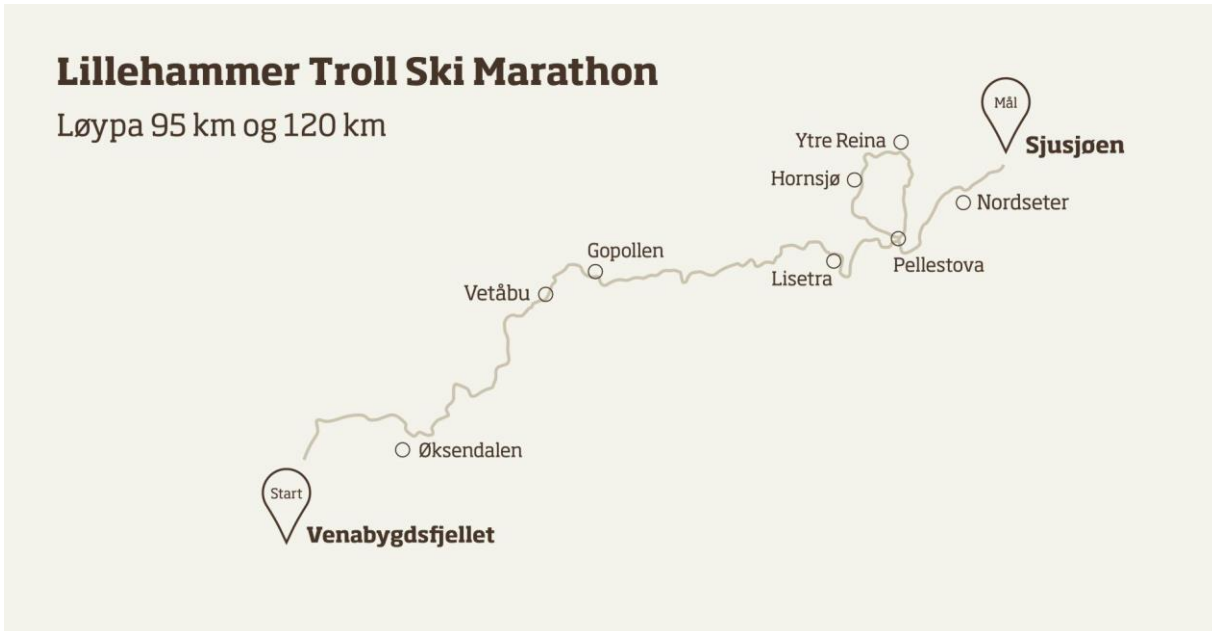 Lillehammer Troll Ski Marathon
Løypa 95 km og 120 km
Mål
Sjusjøen
Ytre Reina
Hornsjø
Nordseter
Pellestova
Gopollen
Lisetra
Vetåbu
Øksendalen
Start
Venabygdsfjellet